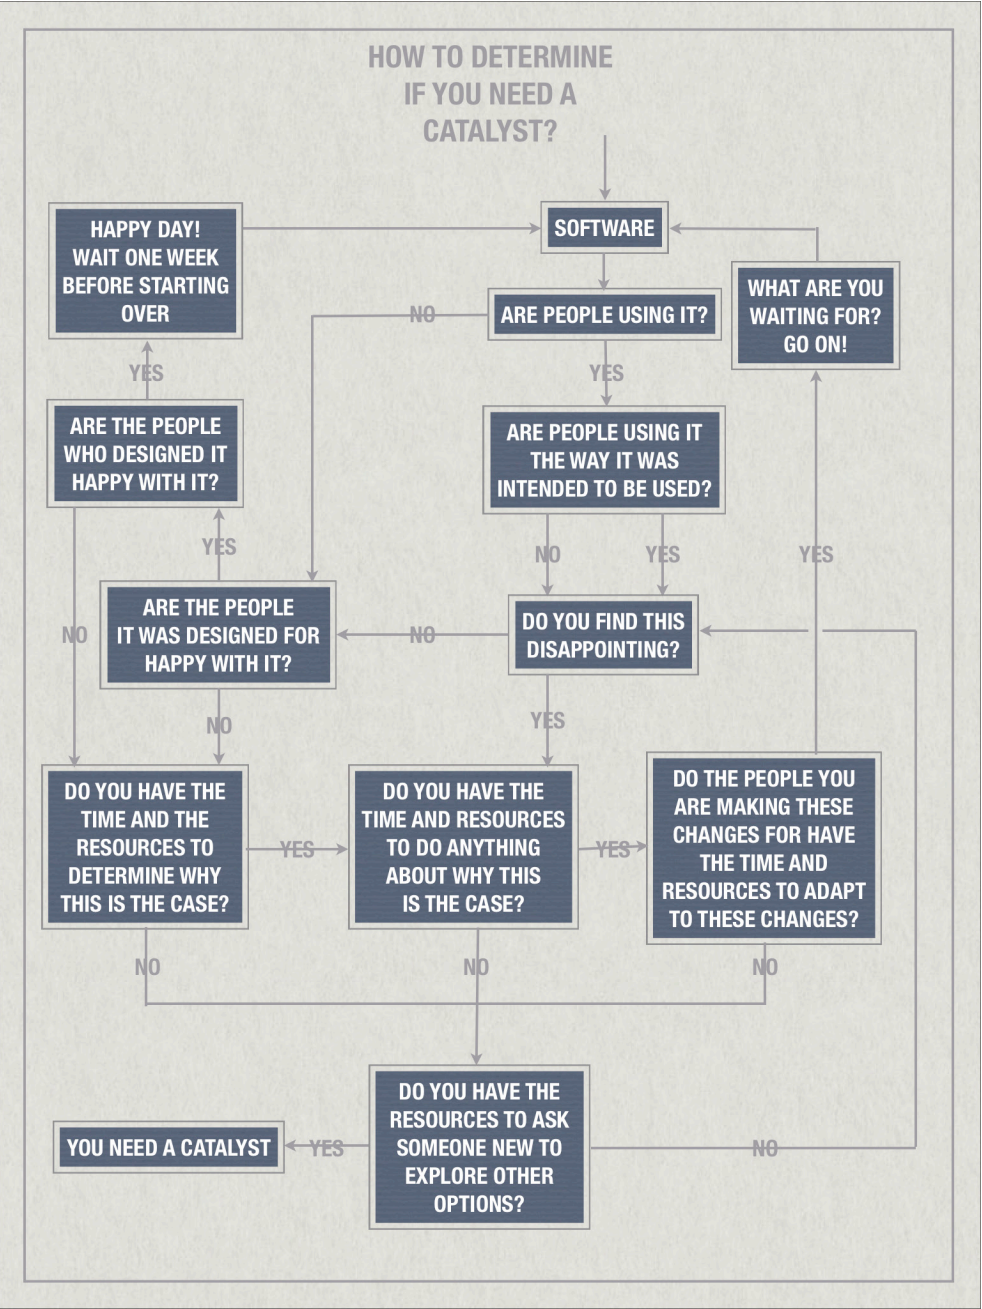 HOW TO DETERMINE
IF YOU NEED A
CATALYST?
HAPPY DAY!
WAIT ONE WEEK
BEFORE STARTING
OVER
SOFTWARE
WHAT ARE YOU
WAITING FOR?
GO ON!
ARE PEOPLE USING IT?
NO
YES
YES
ARE THE PEOPLE
WHO DESIGNED IT
HAPPY WITH IT?
ARE PEOPLE USING IT
THE WAY IT WAS
INTENDED TO BE USED?
YES
NO
YES
YES
ARE THE PEOPLE
IT WAS DESIGNED FOR
HAPPY WITH IT?
DO YOU FIND THIS
DISAPPOINTING?
NO
NO
NO
YES
DO YOU HAVE THE
TIME AND THE
RESOURCES TO
DETERMINE WHY
THIS IS THE CASE?
YES
DO YOU HAVE THE
TIME AND RESOURCES
TO DO ANYTHING
ABOUT WHY THIS
IS THE CASE?
YES
DO THE PEOPLE YOU
ARE MAKING THESE
CHANGES FOR HAVE
THE TIME AND
RESOURCES TO ADAPT
TO THESE CHANGES?
NO
NO
NO
DO YOU HAVE THE
RESOURCES TO ASK
SOMEONE NEW TO
EXPLORE OTHER
OPTIONS?
YOU NEED A CATALYST
YES
NO